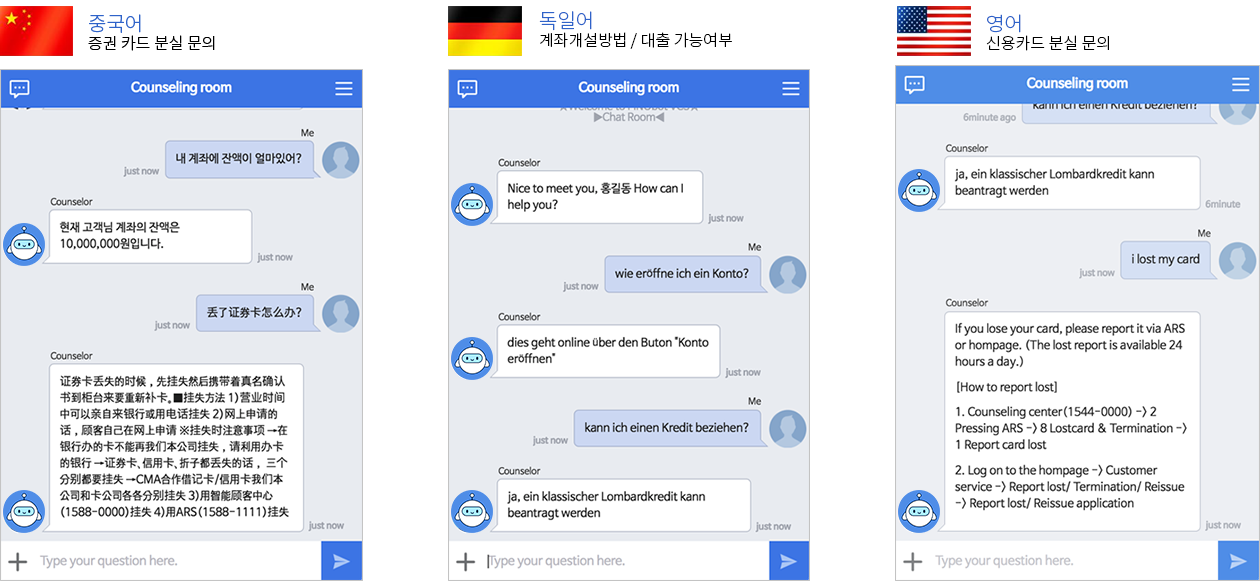 중국어
증권 카드 분실 문의
Counseling room
Me
내 계좌에 잔액이 얼마있어?
just now
Counselor
현재 고객님 계좌의 잔액은
10,000,000원입니다.
just now
Me
丢了证券卡怎么办?
just now
Counselor
证券卡丢失的时候，先挂失然后携带着真名确认
书到柜台来要重新补卡。■挂失方法 1)营业时间
中可以亲自来银行或用电话挂失 2)网上申请的
话，顾客自己在网上申请 ※挂失时注意事项 →在
银行办的卡不能再我们本公司挂失，请利用办卡
的银行 →证券卡、信用卡、折子都丢失的话，三个
分别都要挂失 →CMA合作借记卡/信用卡我们本
公司和卡公司各各分别挂失 3)用智能顾客中心
(1588-0000)挂失 4)用ARS(1588-1111)挂失
just now
Type your question here.
독일어
계좌개설방법 / 대출 가능여부
Counseling room
▶Chat Room◀
Counselor
Nice to meet you, 홍길동 How can I
help you?
just now
Me
wie eröffne ich ein Konto?
just now
Counselor
dies geht online über den Buton "Konto
eröffnen"
just now
Me
kann ich einen Kredit beziehen?
just now
Counselor
ja, ein klassischer Lombardkredit kann
beantragt werden
just now
Type your question here.
영어
신용카드 분실 문의
Counseling room
kann ich einen Kredit beziehen?
6minute ago
Counselor
ja, ein klassischer Lombardkredit kann
beantragt werden
6minute
Me
i lost my card
just now
Counselor
If you lose your card, please report it via ARS
or hompage. (The lost report is available 24
hours a day.)
[How to report lost]
1. Counseling center(1544-0000) -> 2
Pressing ARS -> 8 Lostcard & Termination ->
1 Report card lost
2. Log on to the hompage -> Customer
service -> Report lost/ Termination/ Reissue
-> Report lost/ Reissue application
just now
Type your question here.